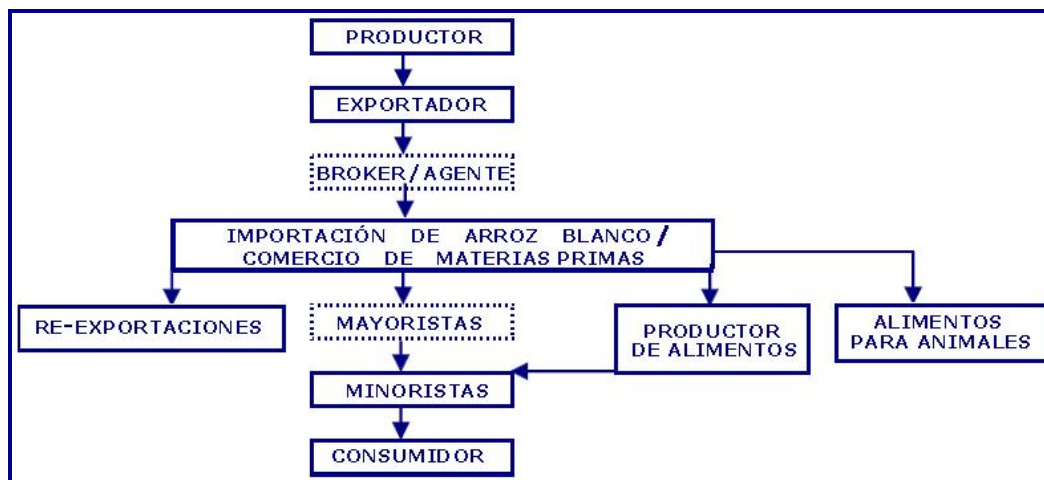 PRODUCTOR
EXPORTADOR
BROKER/AGENTE
IMPORTACIÓN DE ARROZ BLANCO/
COMERCIO DE MATERIAS PRIMAS
RE-EXPORTACIONES
MAYORISTAS
PRODUCTOR
DE ALIMENTOS
ALIMENTOS
PARA ANIMALES
MINORISTAS
CONSUMIDOR